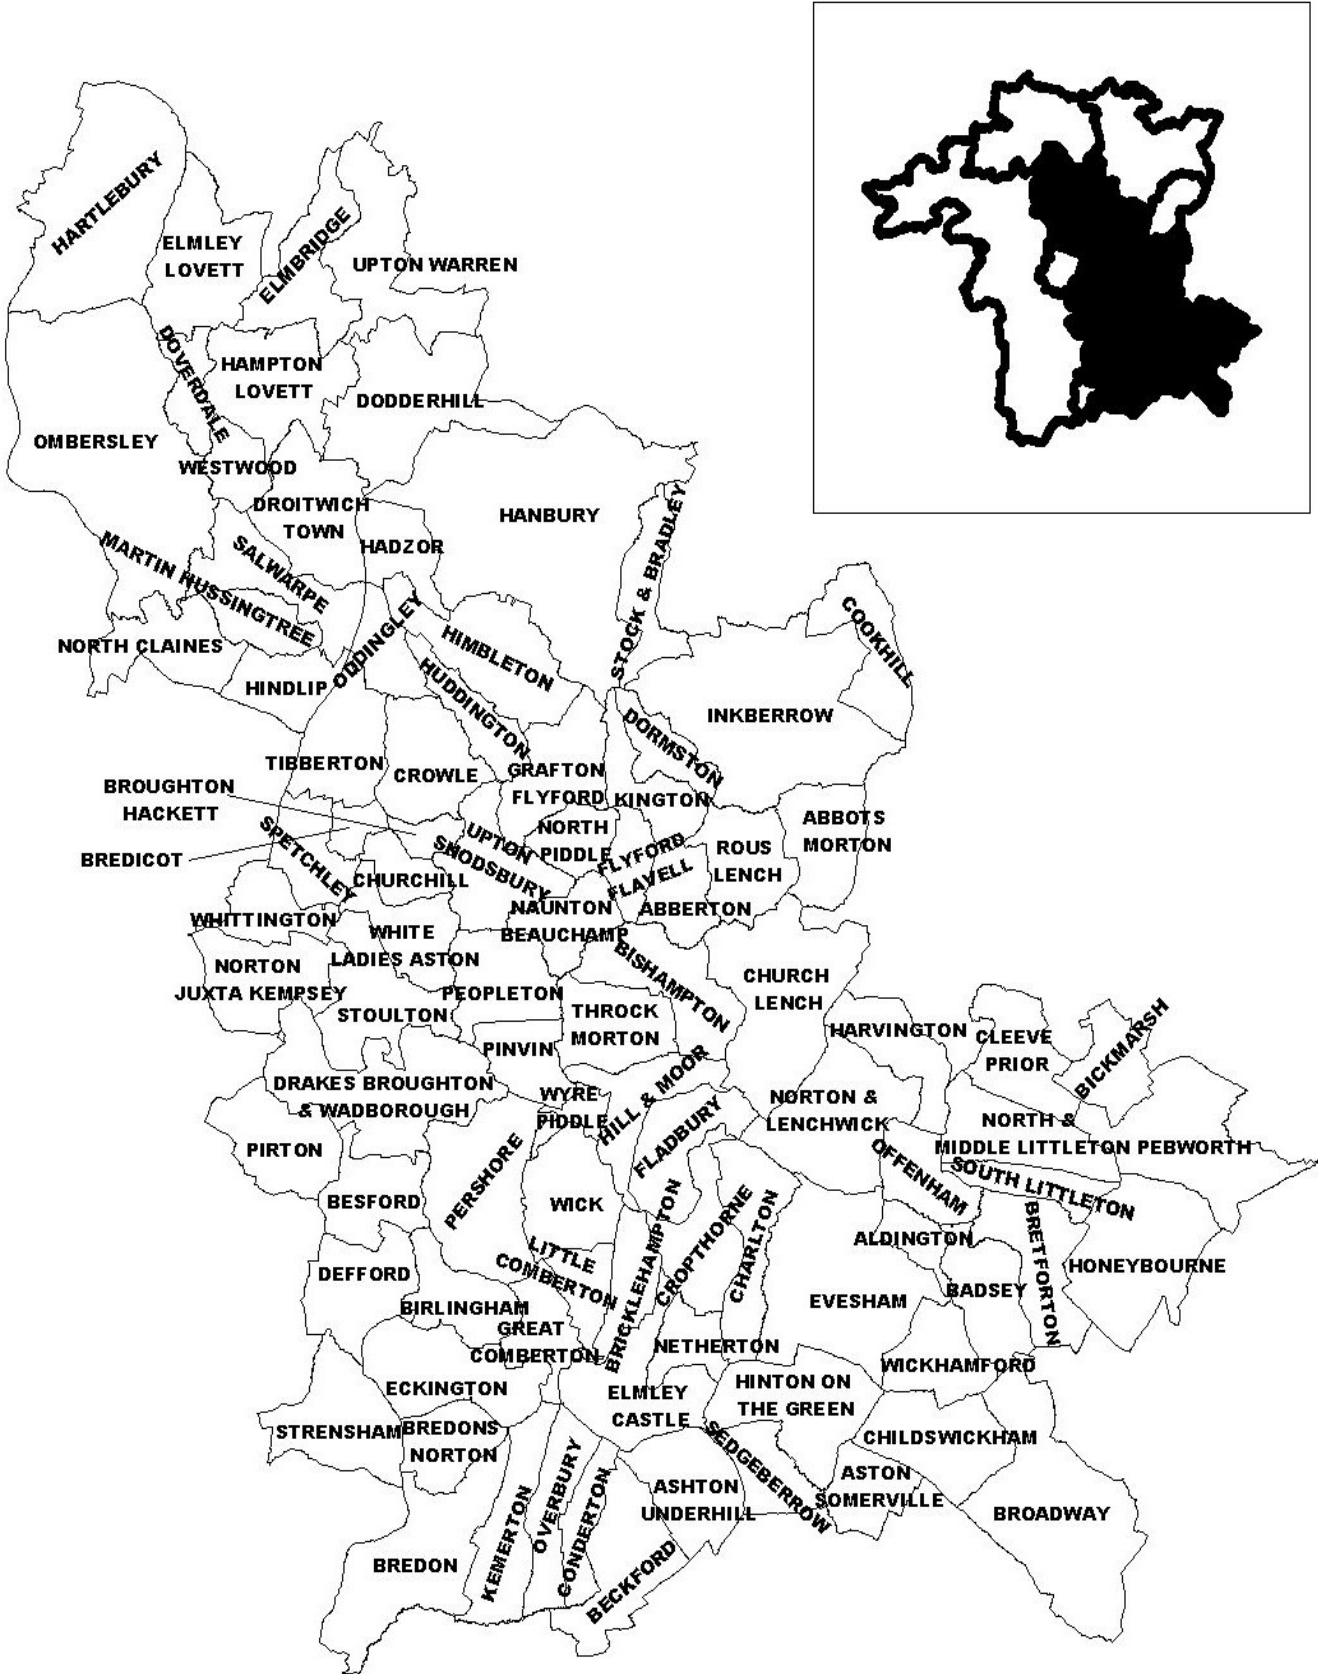 HARTLEBURY
ELMLEY
LOVETT
ELMBRIDGE
UPTON WARREN
DOVERDALE
HAMPTON
LOVETT
DODDERHILL
OMBERSLEY
WESTWOOD
DROITWICH
TOWN
HANBURY
HADZOR
STOCK & BRADLEY
SALWARPE
MARTIN HUSSINGTREE
NORTH CLAINES
HINDLIP
ODDINGLEY
HIMBLETON
HUDDINGTON
COOKHILL
INKBERROW
DORMSTON
TIBBERTON
CROWLE
GRAFTON
FLYFORD
KINGTON
BROUGHTON
HACKETT
BREDICOT
SPETCHLEY
CHURCHILL
UPTON
SNODSBURY
NORTH
PIDDLE
FLYFORD
FLAVELL
ROUS
LENCH
ABBOTS
MORTON
WHITTINGTON
WHITE
LADIES ASTON
NAUNTON
BEAUCHAMP
ABBERTON
NORTON
JUXTA KEMPSEY
STOULTON
PEOPLETON
BISHAMPTON
CHURCH
LENCH
THROCK
MORTON
PINVIN
HARVINGTON
CLEEVE
PRIOR
BICKMARSH
DRAKES BROUGHTON
& WADBOROUGH
WYRE
PIDDLE
HILL & MOOR
FLADBURY
NORTON &
LENCHWICK
NORTH &
MIDDLE LITTLETON
PEBWORTH
PIRTON
PERSHORE
OFFENHAM
SOUTH LITTLETON
BESFORD
WICK
BRICKLEHAMPTON
CROPTHORNE
CHARLTON
ALDINGTON
BRETFORTON
HONEYBOURNE
DEFFORD
LITTLE
COMBERTON
BIRLINGHAM
GREAT
COMBERTON
EVESHAM
BADSEY
NETHERTON
WICKHAMFORD
ECKINGTON
ELMLEY
CASTLE
HINTON ON
THE GREEN
STRENSHAM
BREDONS
NORTON
SEDGEBERROW
CHILDSWICKHAM
ASTON
SOMERVILLE
ASHTON
UNDERHILL
BROADWAY
BREDON
KEMERTON
OVERBURY
CONDERTON
BECKFORD